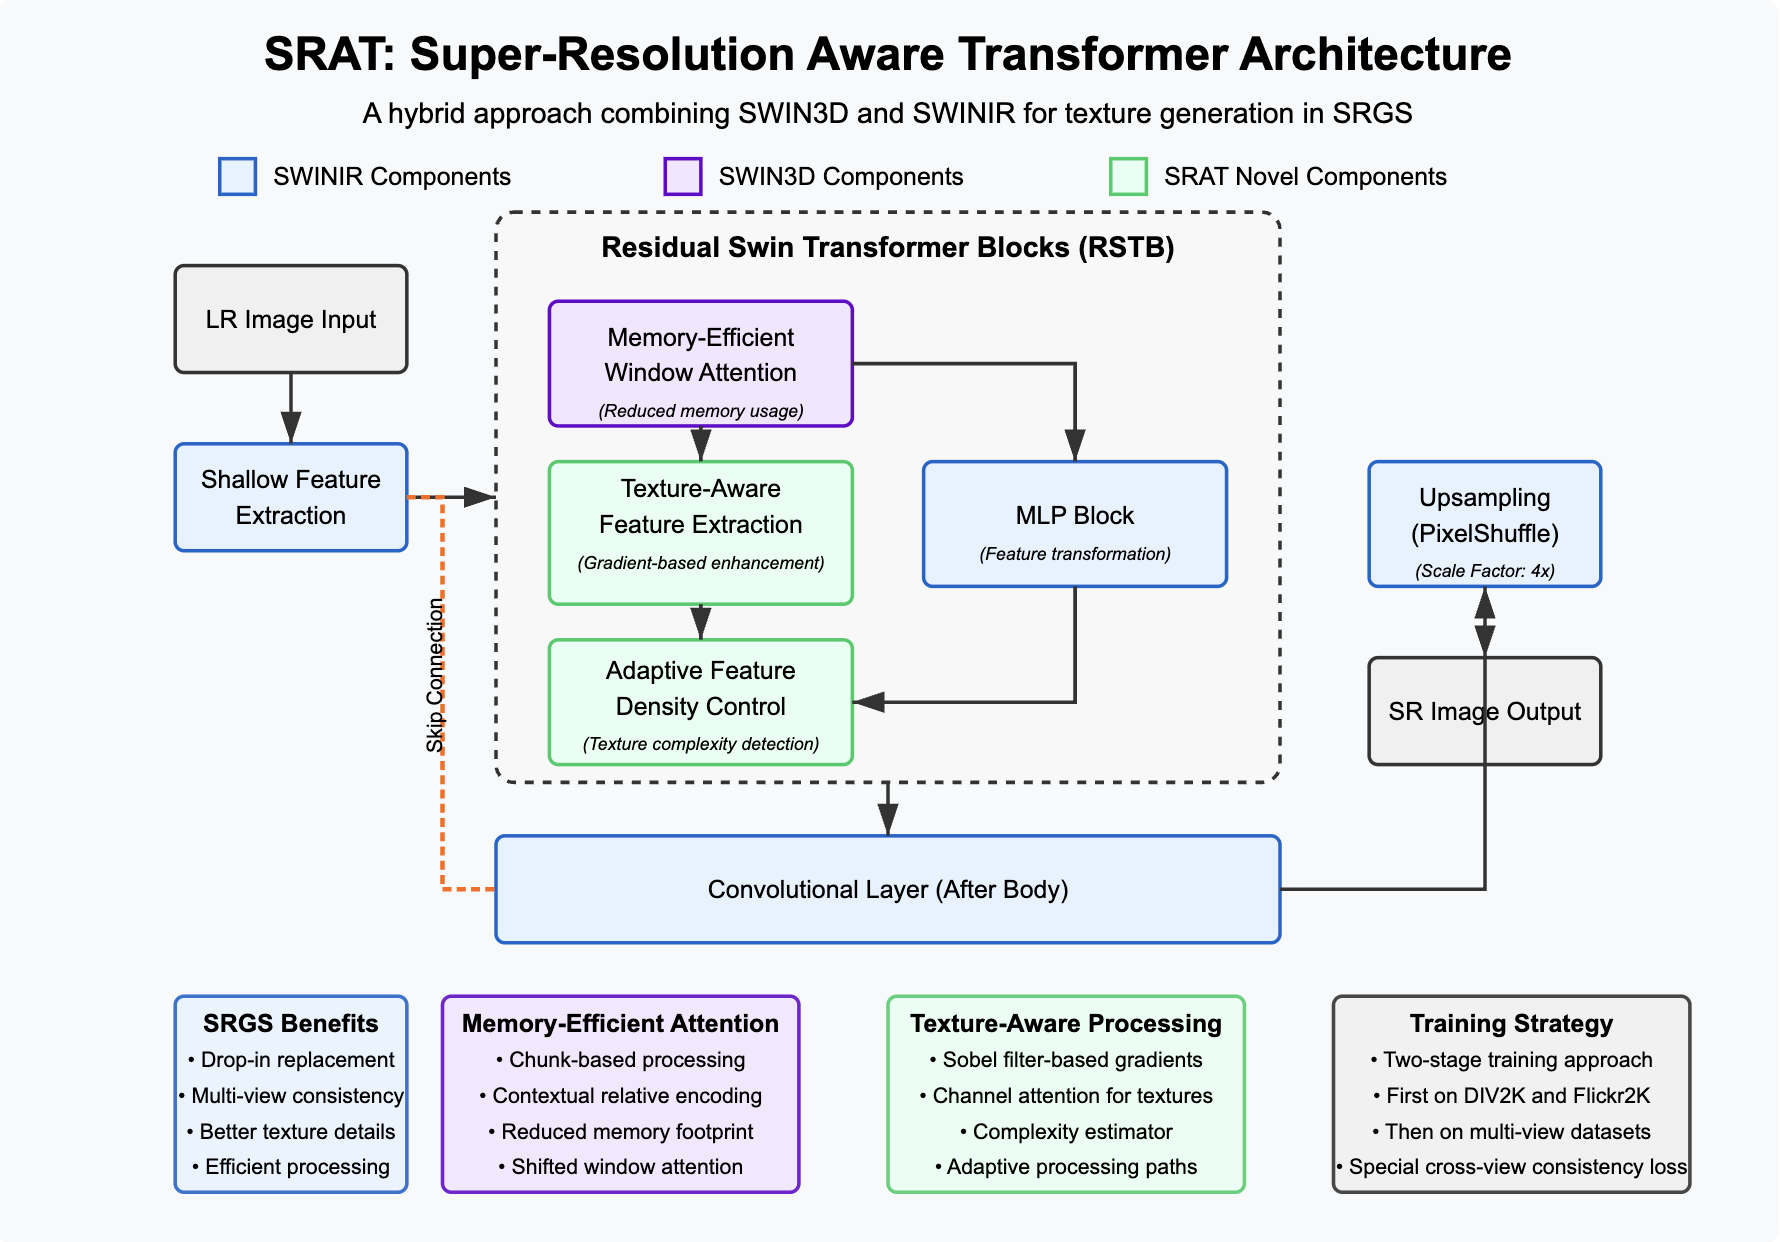 SRAT: Super-Resolution Aware Transformer Architecture
A hybrid approach combining SWIN3D and SWINIR for texture generation in SRGS
SWINIR Components
SWIN3D Components
SRAT Novel Components
Residual Swin Transformer Blocks (RSTB)
LR Image Input
Shallow Feature
Extraction
Memory-Efficient
Window Attention
(Reduced memory usage)
Texture-Aware
Feature Extraction
(Gradient-based enhancement)
Adaptive Feature
Density Control
(Texture complexity detection)
MLP Block
(Feature transformation)
Upsampling
(PixelShuffle)
(Scale Factor: 4x)
SR Image Output
Skip Connection
Convolutional Layer (After Body)
SRGS Benefits
• Drop-in replacement
• Multi-view consistency
• Better texture details
• Efficient processing
Memory-Efficient Attention
• Chunk-based processing
• Contextual relative encoding
• Reduced memory footprint
• Shifted window attention
Texture-Aware Processing
• Sobel filter-based gradients
• Channel attention for textures
• Complexity estimator
• Adaptive processing paths
Training Strategy
• Two-stage training approach
• First on DIV2K and Flickr2K
• Then on multi-view datasets
• Special cross-view consistency loss